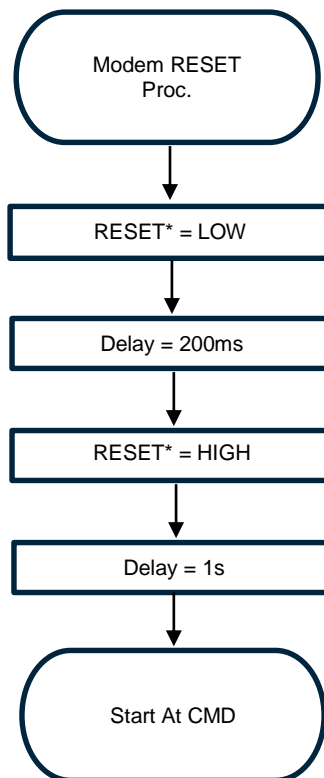 Modem RESET
Proc.
RESET* = LOW
Delay = 200ms
RESET* = HIGH
Delay = 1s
Start At CMD